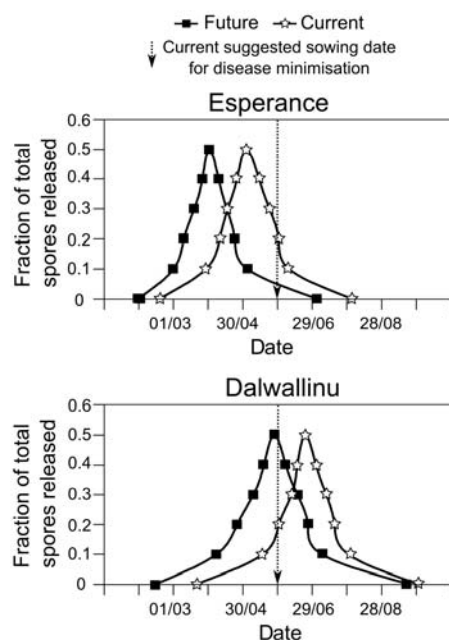 Future Current
Current suggested sowing date
for disease minimisation
Esperance
Fraction of total
spores released
0.6
0.5
0.4
0.3
0.2
0.1
0
01/03 30/04 29/06 28/08
Date
Dalwallinu
Fraction of total
spores released
0.6
0.5
0.4
0.3
0.2
0.1
0
01/03 30/04 29/06 28/08
Date